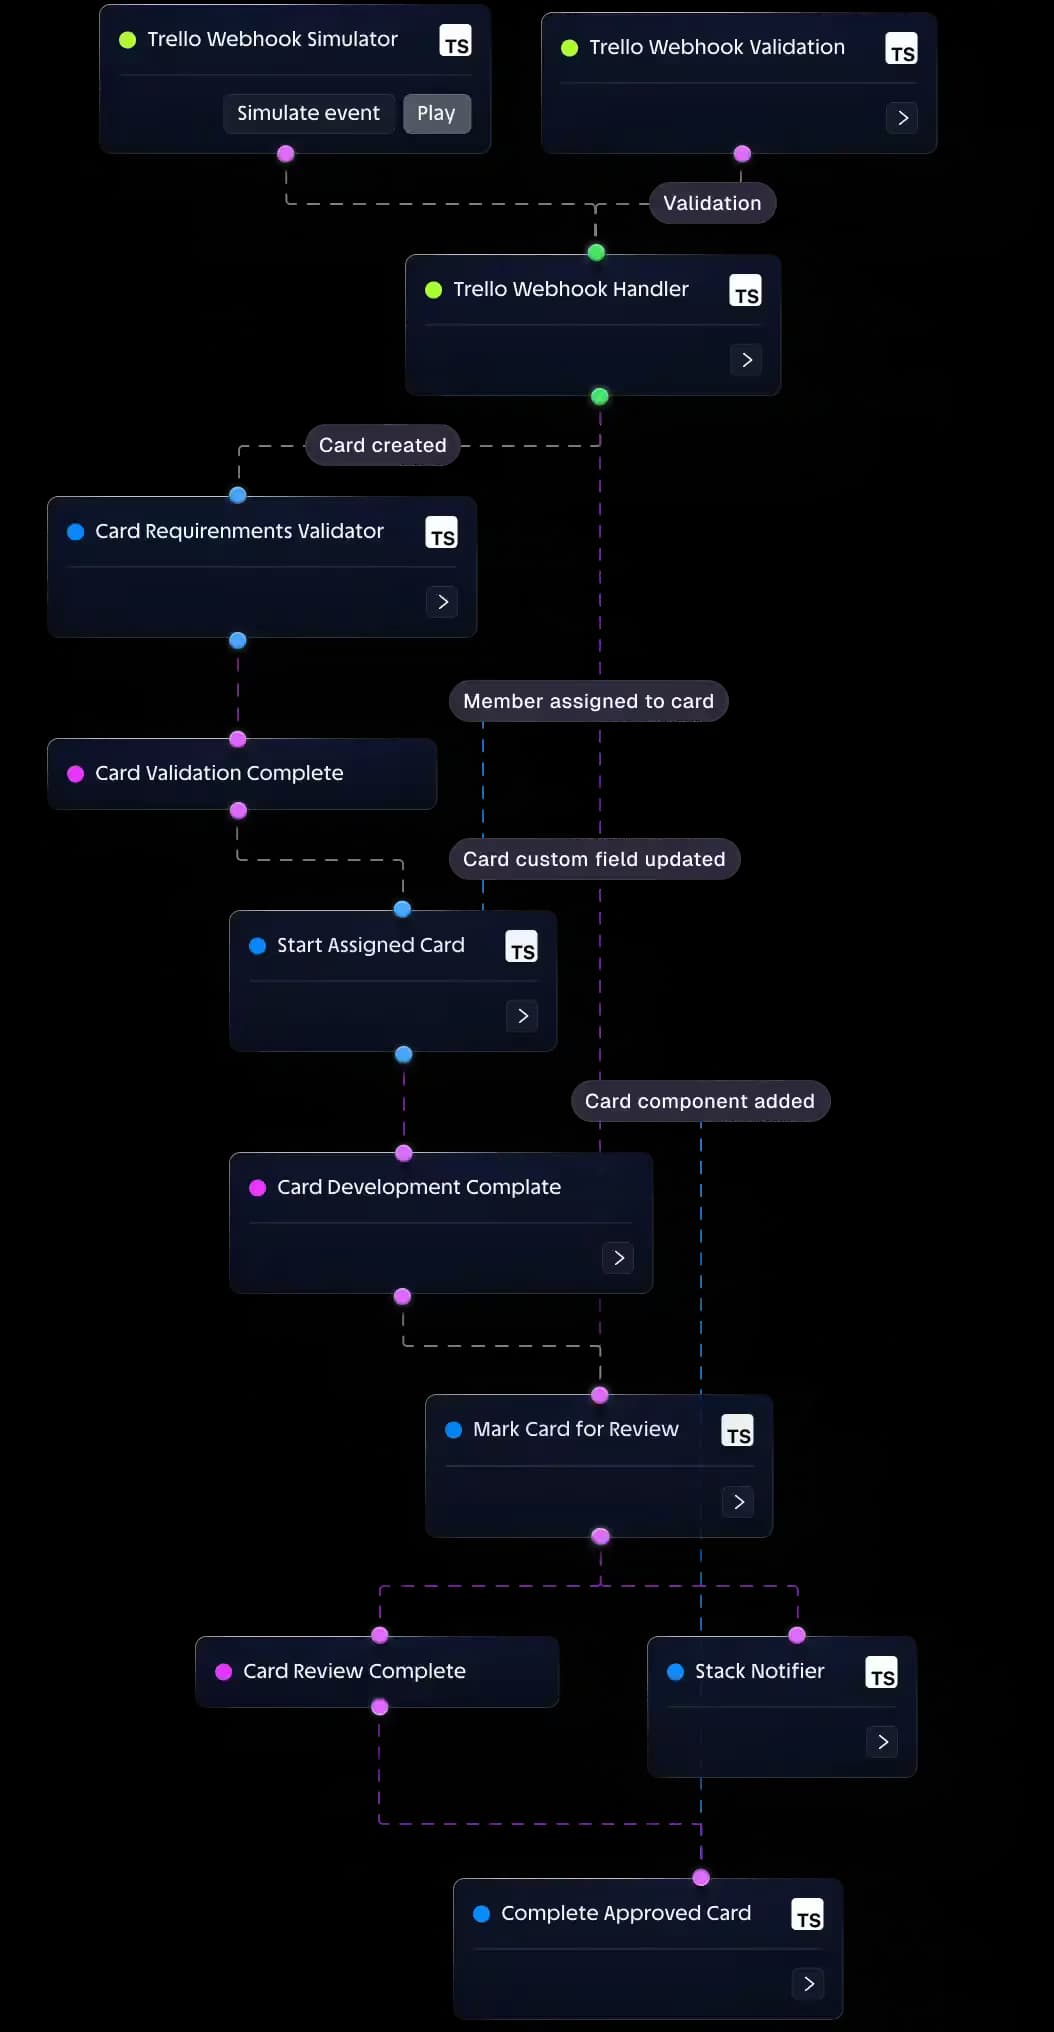 Trello Webhook Simulator
TS
Simulate event
Play
Trello Webhook Validation
TS
Validation
Trello Webhook Handler
TS
Card created
Card Requirenments Validator
TS
Member assigned to card
Card Validation Complete
Card custom field updated
Start Assigned Card
TS
Card component added
Card Development Complate
Mark Card for Review
TS
Card Review Complete
Stack Notifier
TS
Complete Approved Card
TS